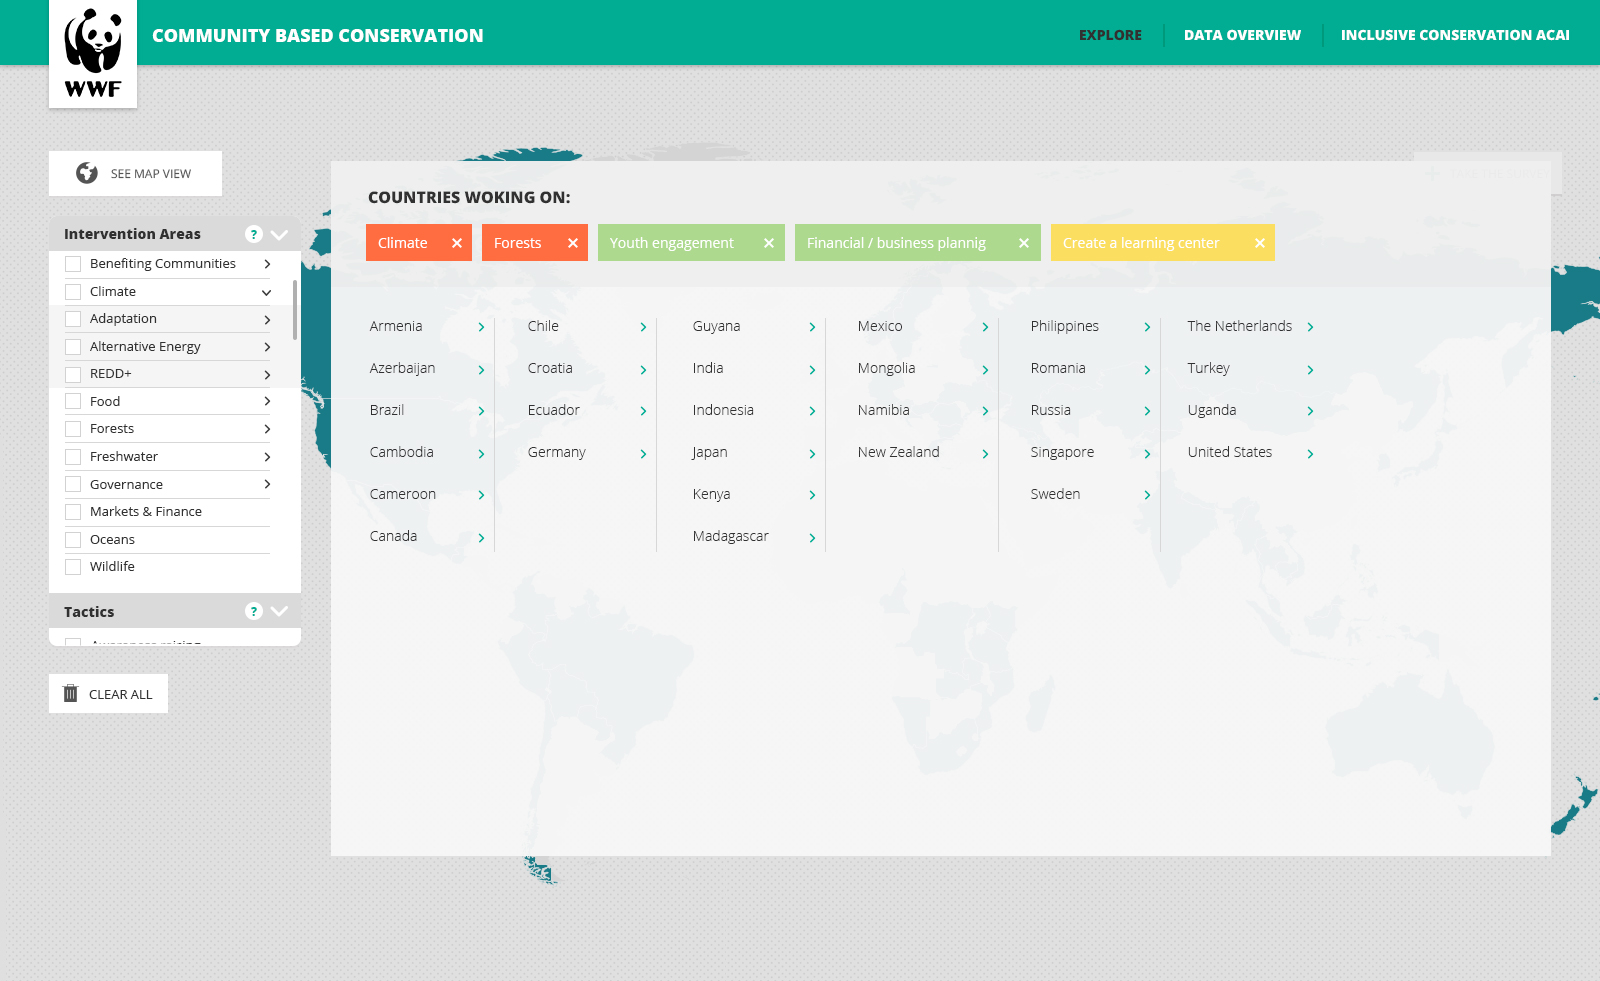 COMMUNITY BASED CONSERVATION
EXPLORE
DATA OVERVIEW
INCLUSIVE CONSERVATION ACAI
WWF
SEE MAP VIEW
Intervention Areas
?
Benefiting Communities
Climate
Adaptation
Alternative Energy
REDD+
Food
Forests
Freshwater
Governance
Markets & Finance
Oceans
Wildlife
Tactics
?
Awareness raising
CLEAR ALL
COUNTRIES WOKING ON:
Climate
Forests
Youth engagement
Financial / business plannig
Create a learning center
Armenia
Azerbaijan
Brazil
Cambodia
Cameroon
Canada
Chile
Croatia
Ecuador
Germany
Guyana
India
Indonesia
Japan
Kenya
Madagascar
Mexico
Mongolia
Namibia
New Zealand
Philippines
Romania
Russia
Singapore
Sweden
The Netherlands
Turkey
Uganda
United States